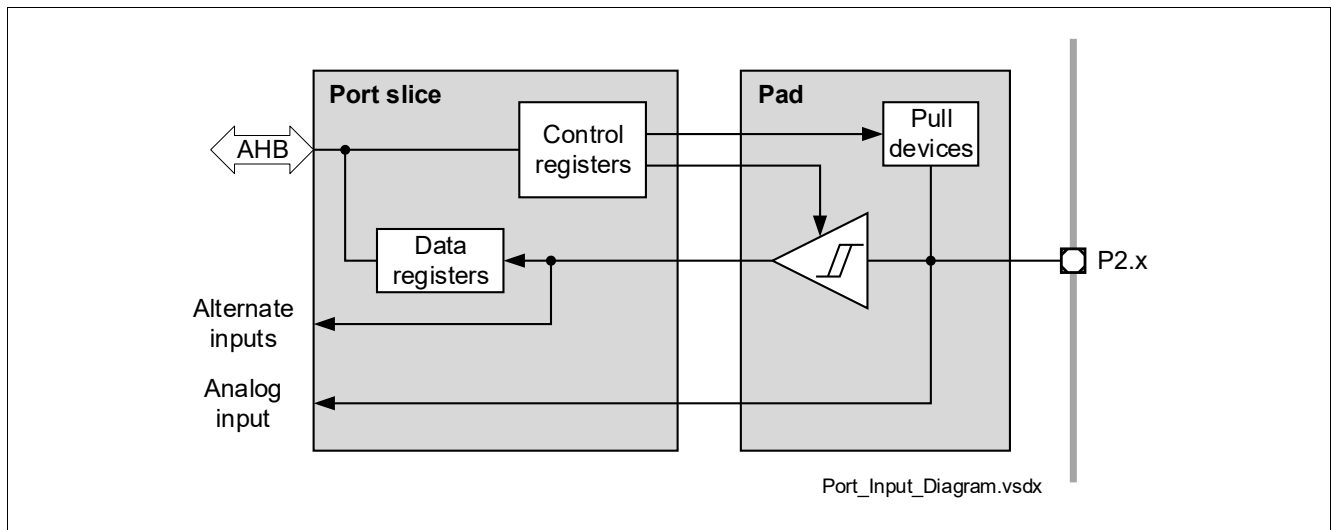 Port slice
Pad
Control
registers
Pull
devices
AHB
Data
registers
P2.x
Alternate
inputs
Analog
input
Port_Input_Diagram.vsdx